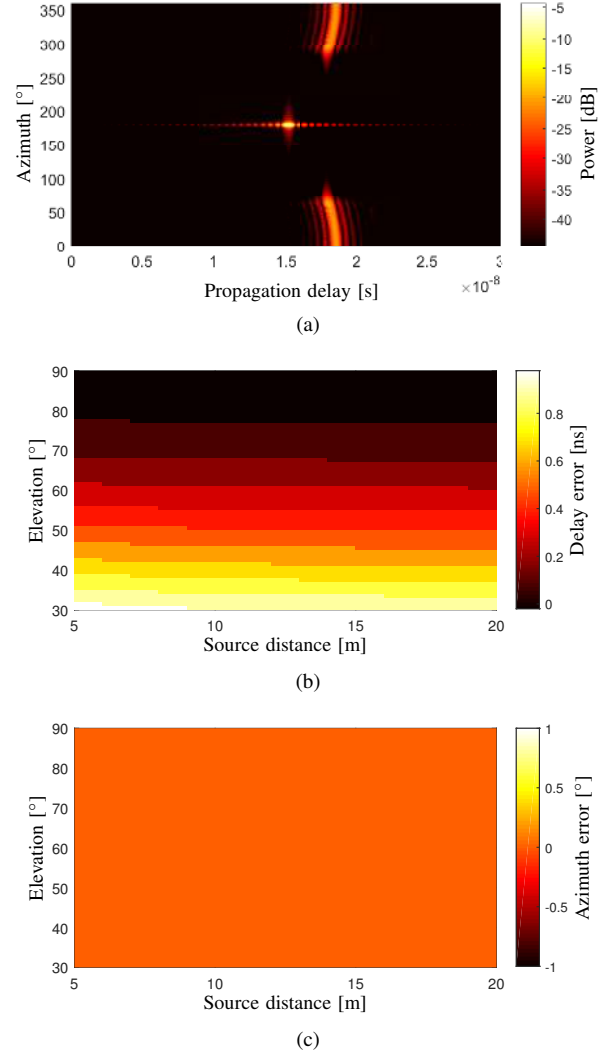 350
300
250
200
150
100
50
0
Azimuth [°]
0 0.5 1 1.5 2 2.5 3
×10-8
Propagation delay [s]
-5
-10
-15
-20
-25
-30
-35
-40
Power [dB]
(a)
90
80
70
60
50
40
30
Elevation [°]
5 10 15 20
Source distance [m]
0.8
0.6
0.4
0.2
0
Delay error [ns]
(b)
90
80
70
60
50
40
30
Elevation [°]
5 10 15 20
Source distance [m]
1
0.5
0
-0.5
-1
Azimuth error [°]
(c)